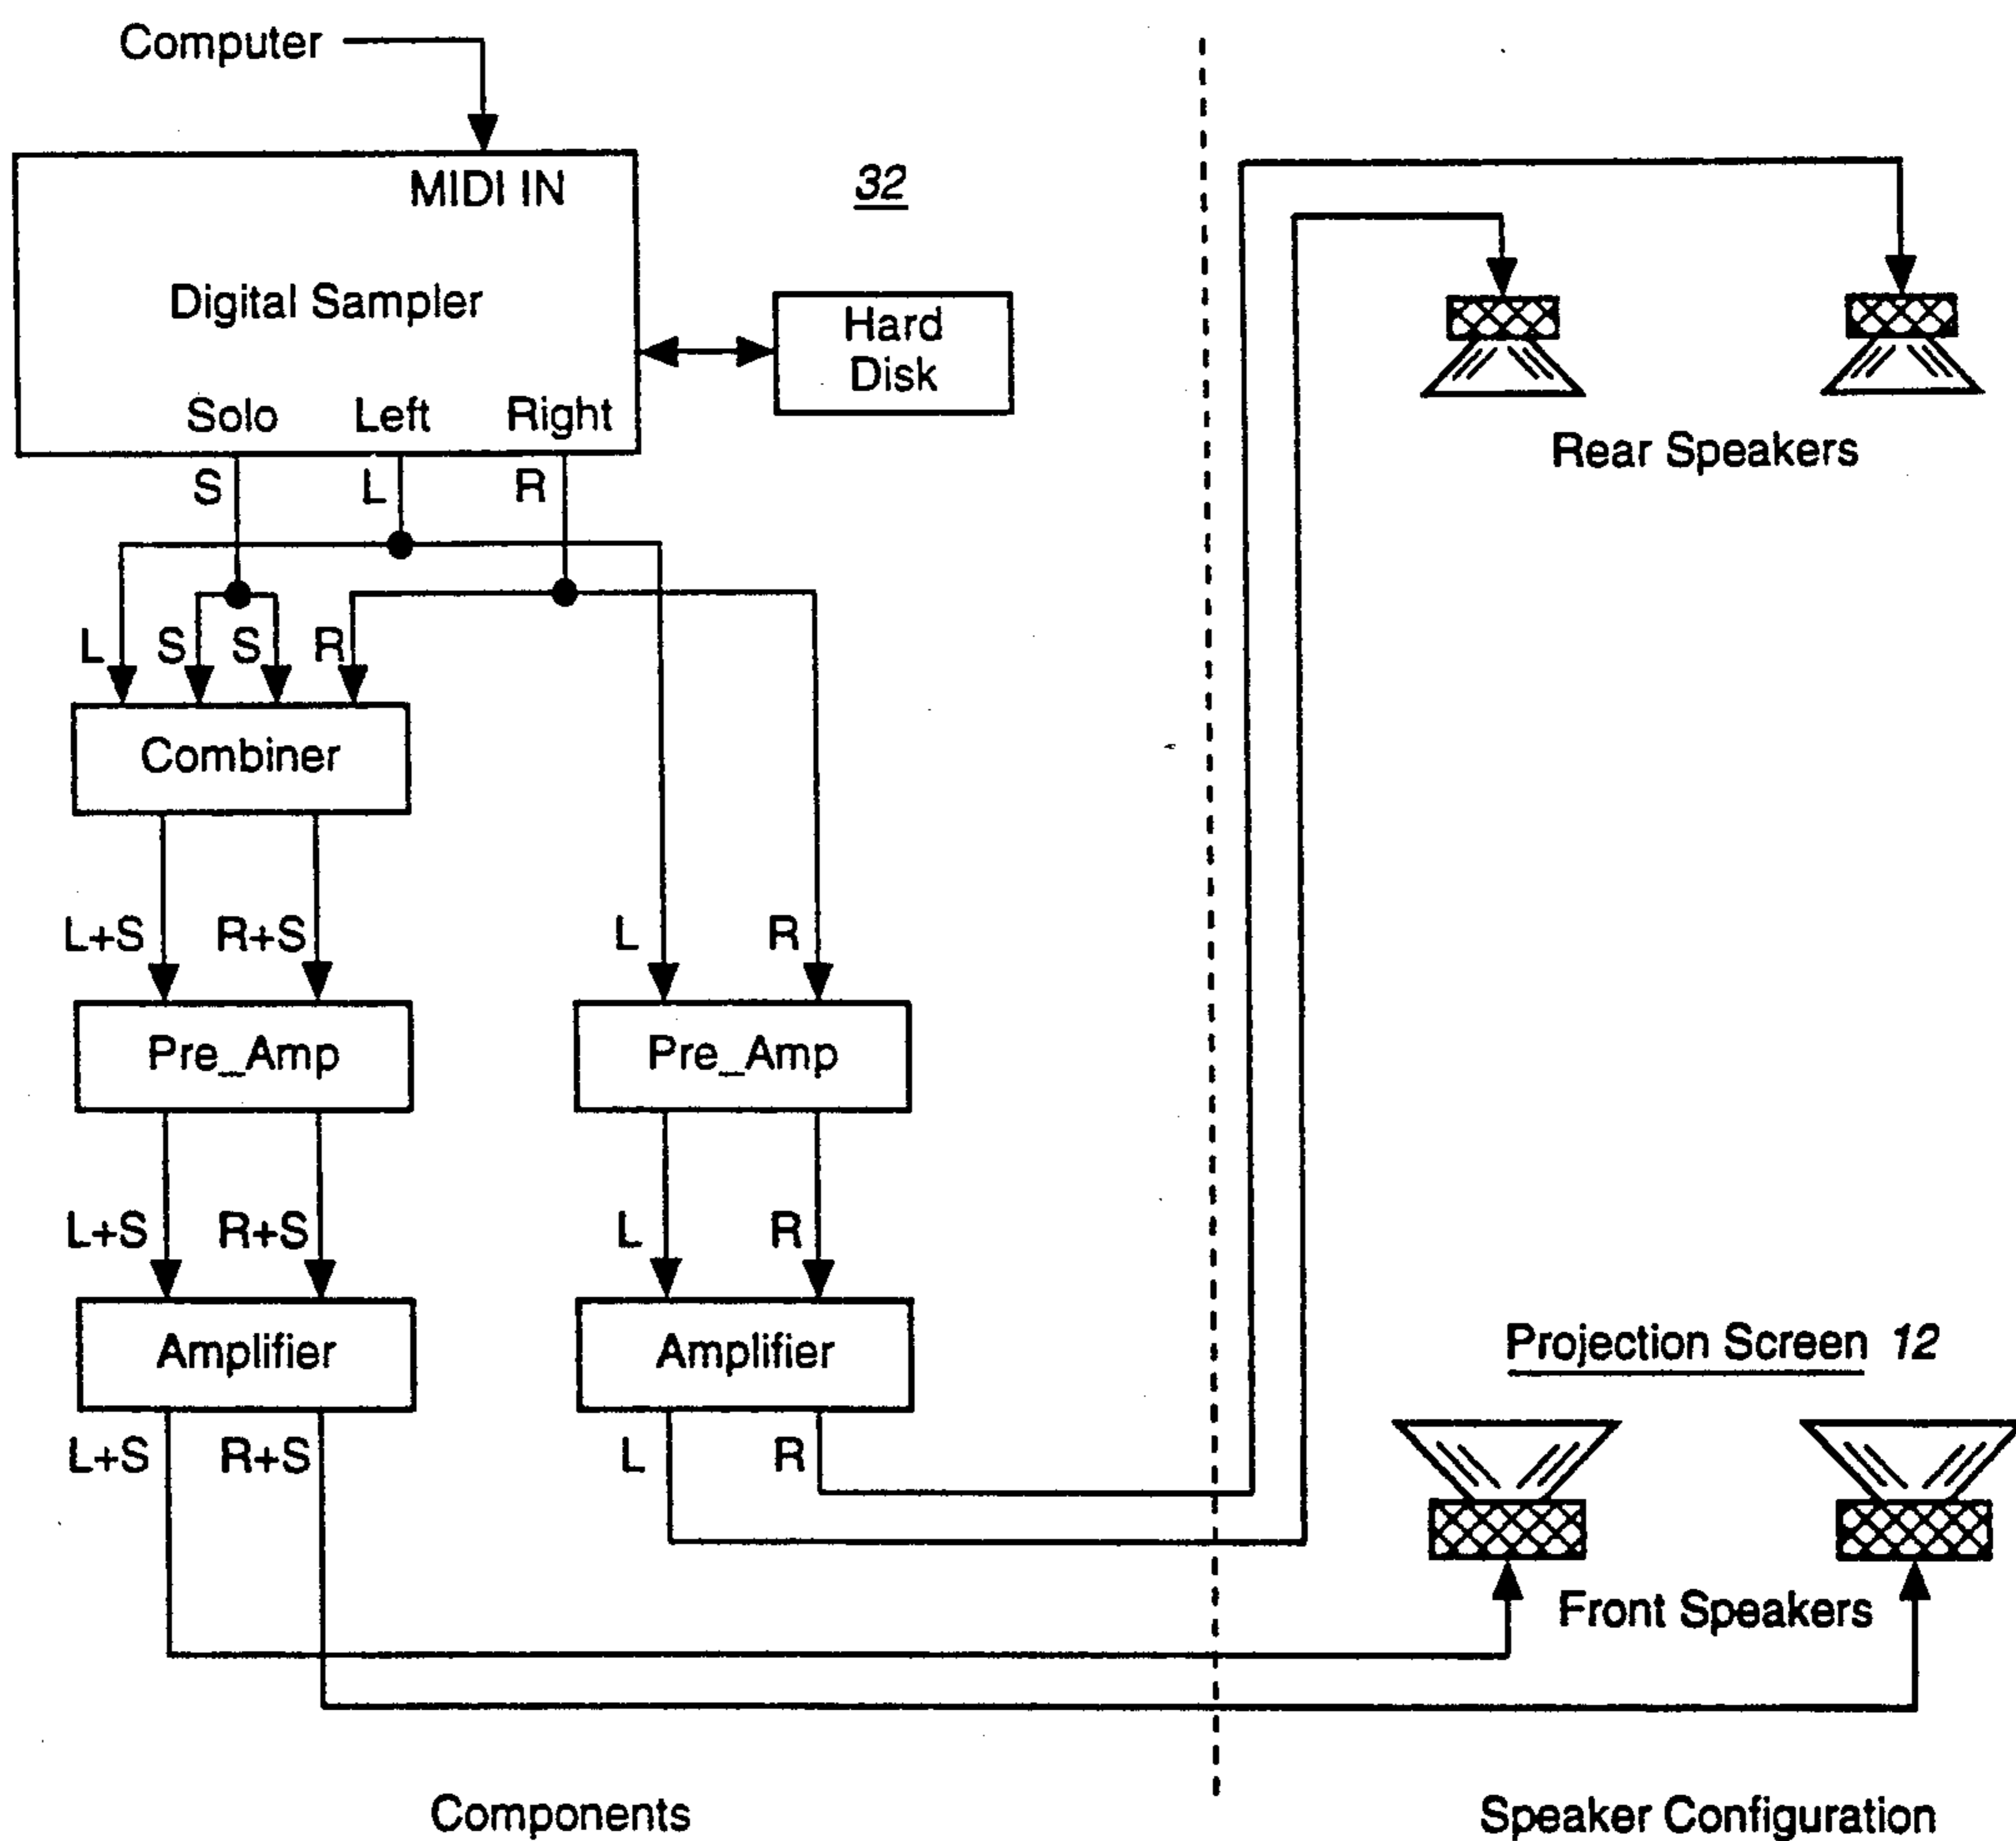 Computer
MIDI IN
32
Digital Sampler
Hard
Disk
Solo Left Right
S L R
Rear Speakers
L S S R
Combiner
L+S R+S L R
Pre_Amp Pre_Amp
L+S R+S L R
Amplifier Amplifier
Projection Screen 12
L+S R+S L R
Front Speakers
Components Speaker Configuration